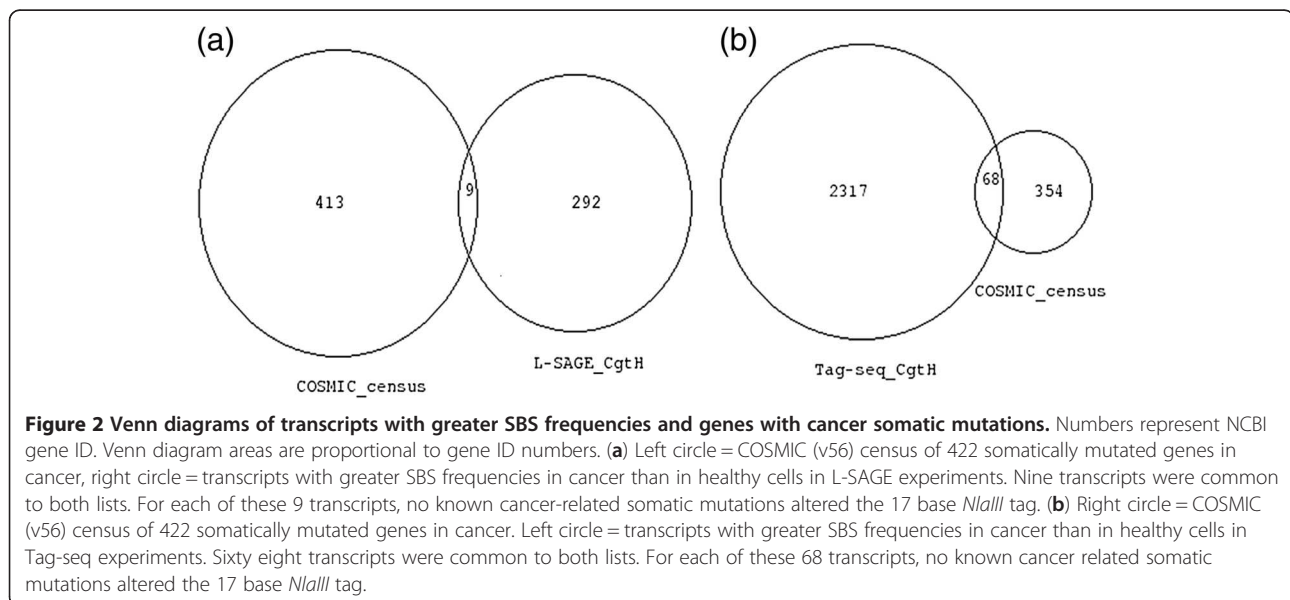 (a)
(b)
413
9
292
2317
68
354
COSMIC_census
L-SAGE_CgtH
COSMIC_census
Tag-seq_CgtH
Figure 2 Venn diagrams of transcripts with greater SBS frequencies and genes with cancer somatic mutations. Numbers represent NCBI
gene ID. Venn diagram areas are proportional to gene ID numbers. (a) Left circle = COSMIC (v56) census of 422 somatically mutated genes in
cancer, right circle = transcripts with greater SBS frequencies in cancer than in healthy cells in L-SAGE experiments. Nine transcripts were common
to both lists. For each of these 9 transcripts, no known cancer-related somatic mutations altered the 17 base NlaIII tag. (b) Right circle = COSMIC
(v56) census of 422 somatically mutated genes in cancer. Left circle = transcripts with greater SBS frequencies in cancer than in healthy cells in
Tag-seq experiments. Sixty eight transcripts were common to both lists. For each of these 68 transcripts, no known cancer related somatic
mutations altered the 17 base NlaIII tag.